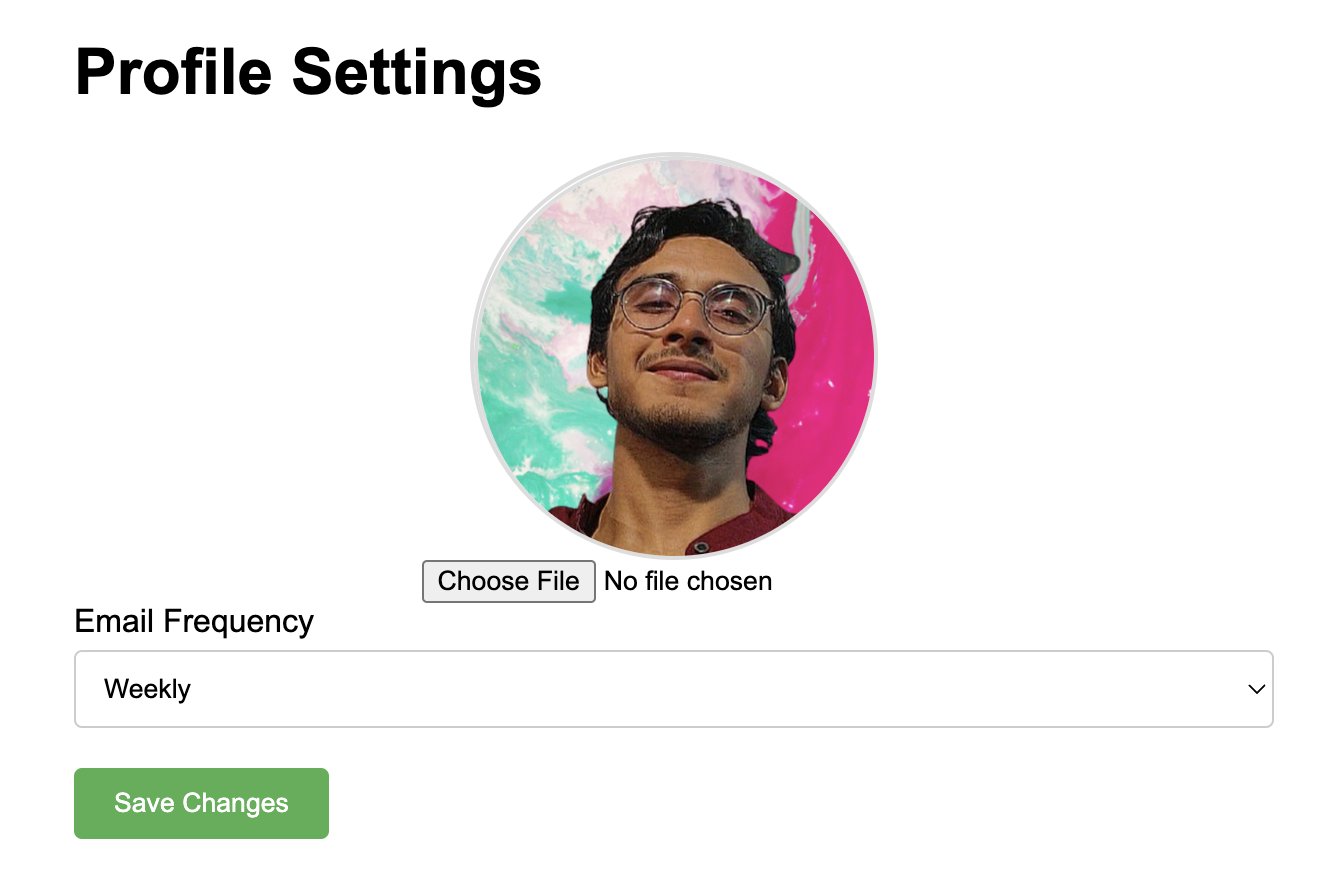 Profile Settings
Choose File No file chosen
Email Frequency
Weekly
Save Changes